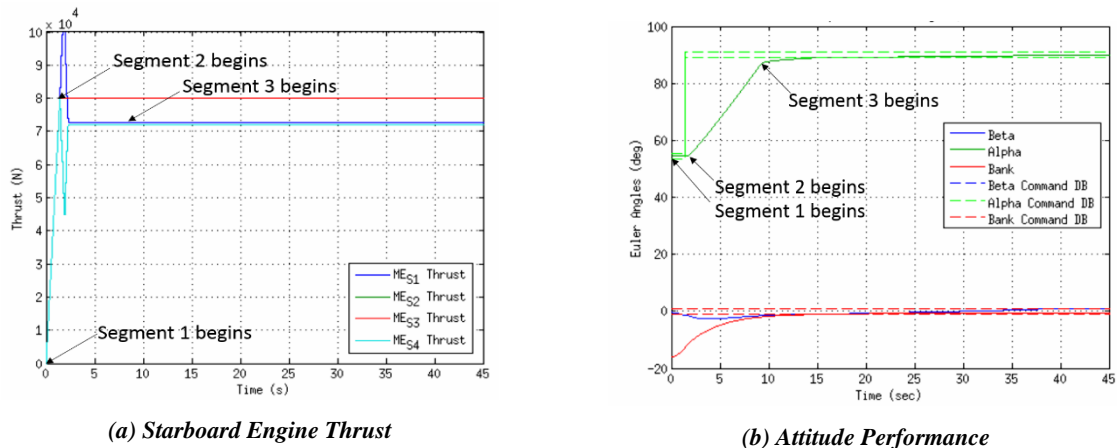 x 10^4
10
9
8
7
6
5
4
3
2
1
0
Thrust (N)
Segment 2 begins
Segment 3 begins
Segment 1 begins
ME_S1 Thrust
ME_S2 Thrust
ME_S3 Thrust
ME_S4 Thrust
0 5 10 15 20 25 30 35 40 45
Time (s)
(a) Starboard Engine Thrust
100
80
60
40
20
0
-20
Euler Angles (deg)
Segment 3 begins
Segment 2 begins
Segment 1 begins
Beta
Alpha
Bank
Beta Command DB
Alpha Command DB
Bank Command DB
0 5 10 15 20 25 30 35 40 45
Time (sec)
(b) Attitude Performance